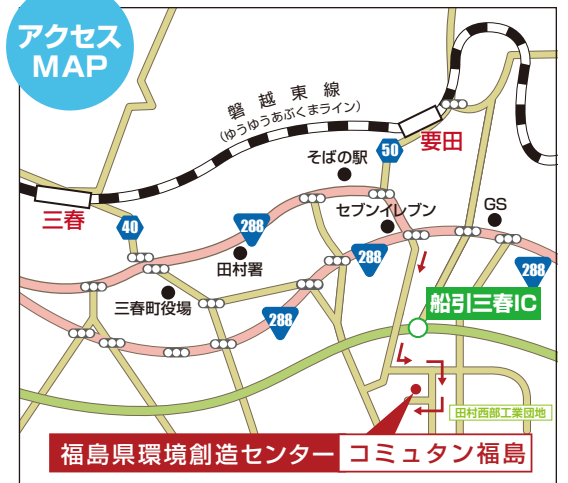 アクセス
MAP
磐越東線
（ゆうゆうあぶくまライン）
要田
50
そばの駅
三春
40
288
セブンイレブン
GS
田村署
288
288
三春町役場
288
船引三春IC
田村西部工業団地
福島県環境創造センター
コミュタン福島